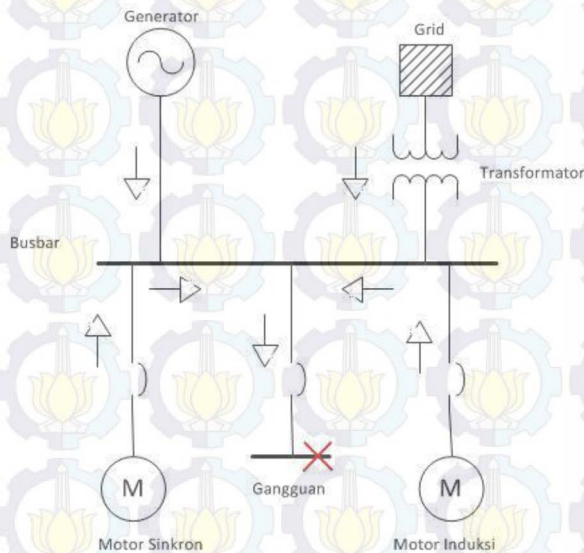 Generator
Grid
Transformator
Busbar
M
Gangguan
M
Motor Sinkron
Motor Induksi